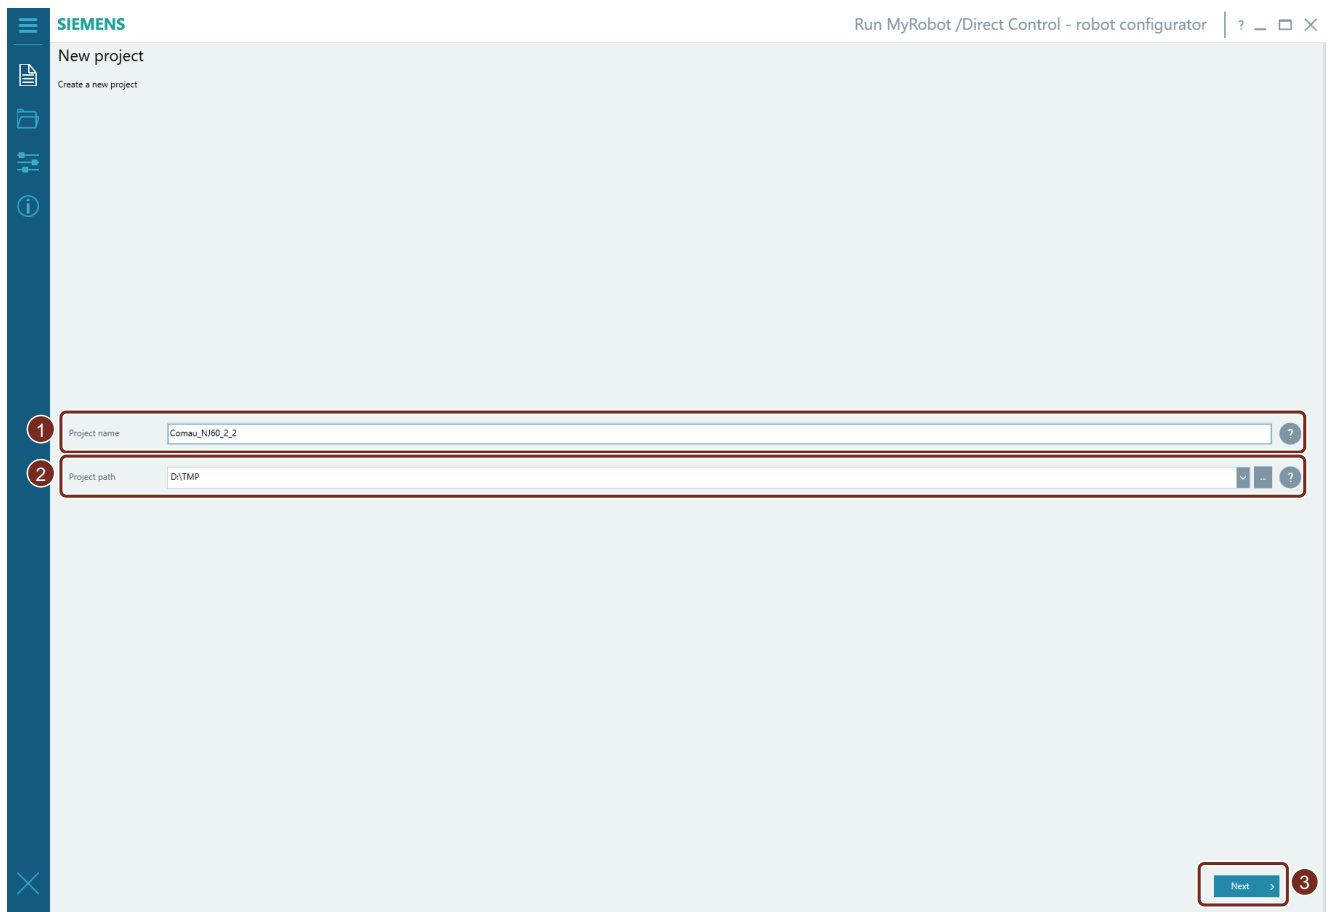 SIEMENS
Run MyRobot /Direct Control - robot configurator ?
New project
Create a new project
1 Project name Comau_NJ60_2_2 ?
2 Project path D:\TMP ... ?
Next > 3